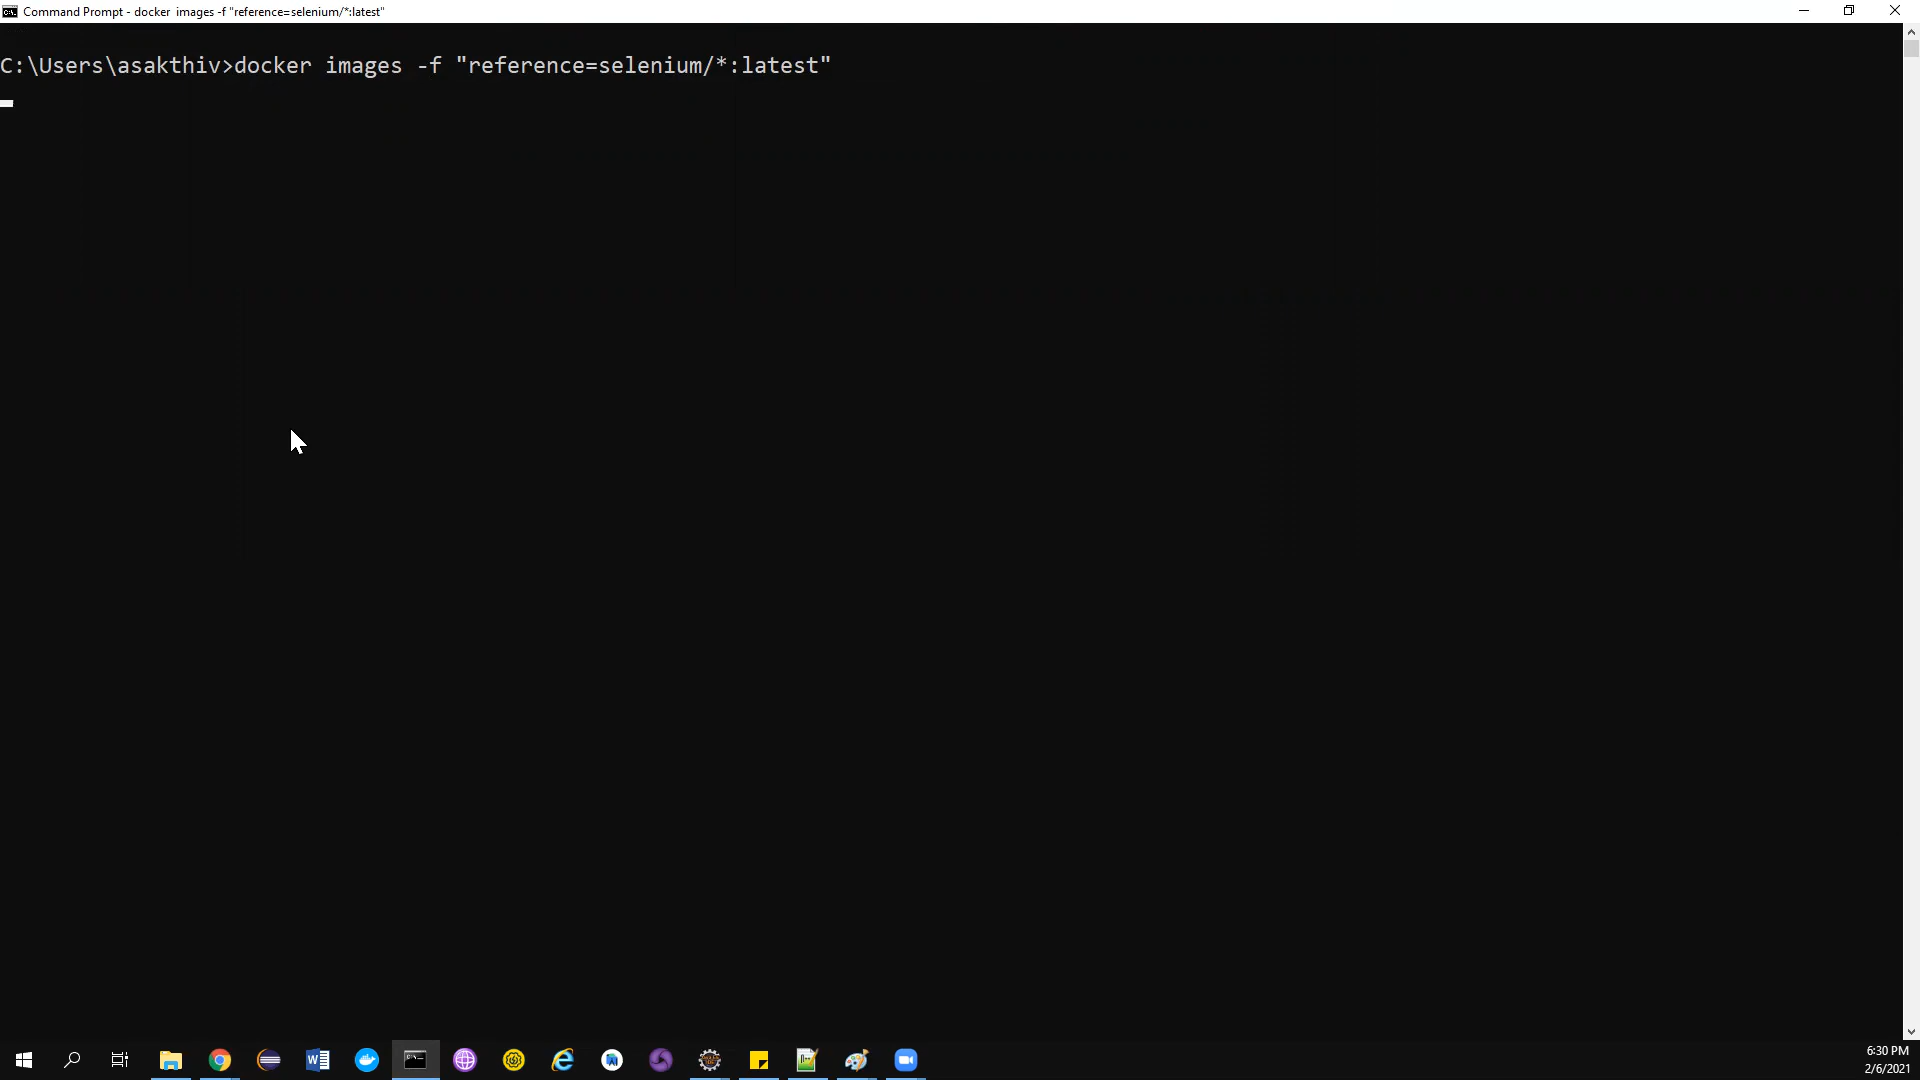 Command Prompt - docker  images -f "reference=selenium/*:latest"
C:\Users\asakthiv>docker images -f "reference=selenium/*:latest"
6:30 PM
2/6/2021